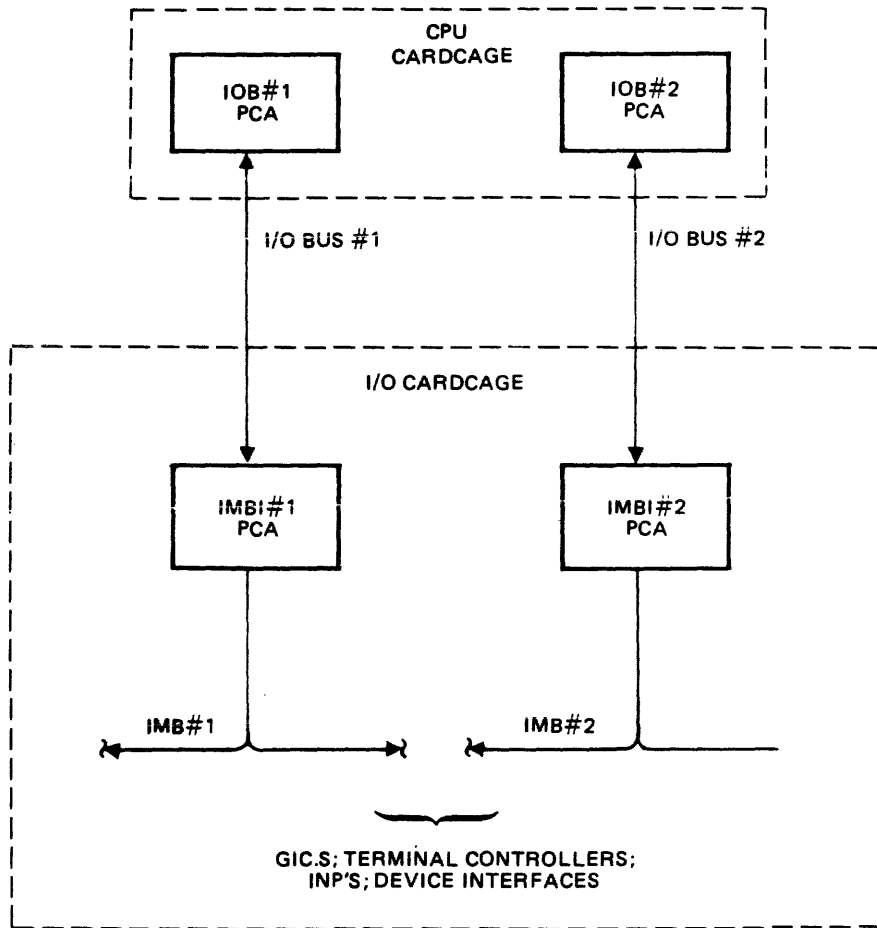 CPU
CARDCAGE
IOB#1
PCA
IOB#2
PCA
I/O BUS #1
I/O BUS #2
I/O CARDCAGE
IMBI#1
PCA
IMBI#2
PCA
IMB#1
IMB#2
GIC.S; TERMINAL CONTROLLERS;
INP'S; DEVICE INTERFACES